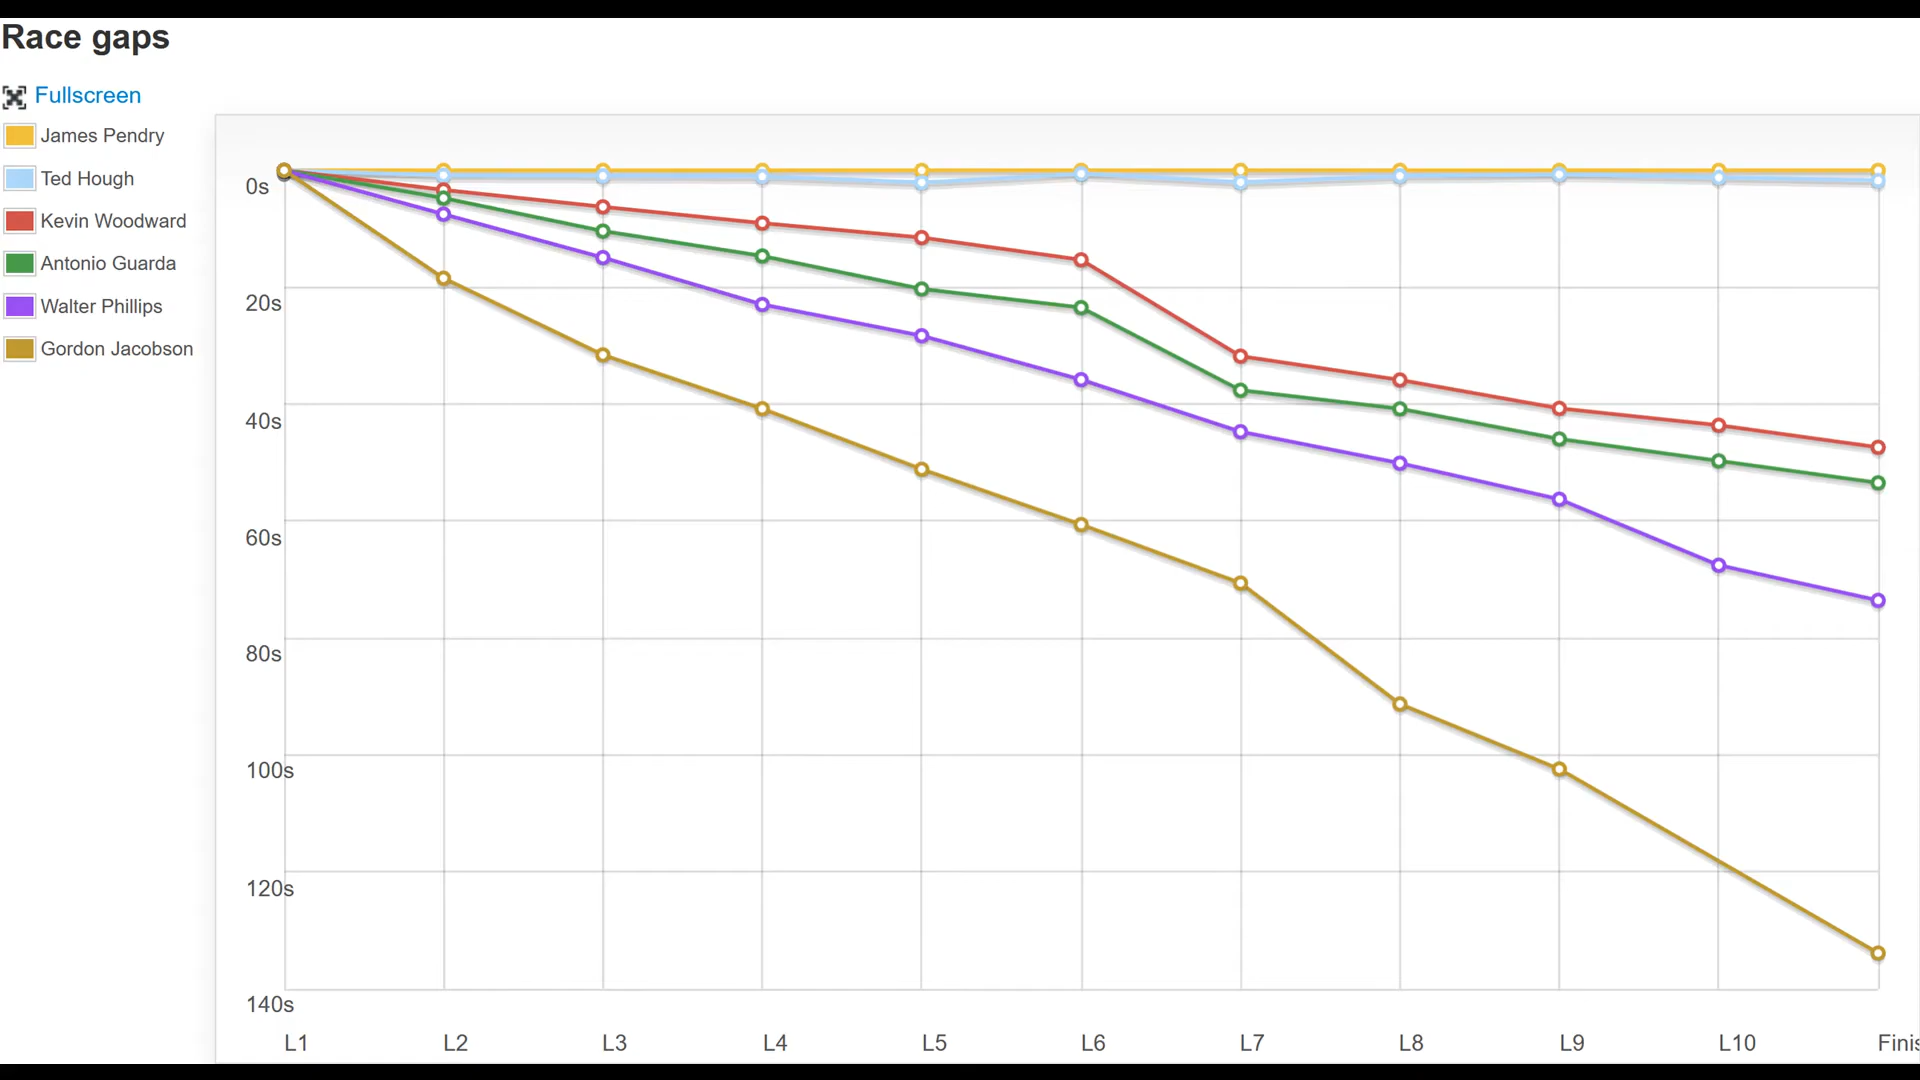 Race gaps
Fullscreen
James Pendry
Ted Hough
Kevin Woodward
Antonio Guarda
Walter Phillips
Gordon Jacobson
0s
20s
40s
60s
80s
100s
120s
140s
L1 L2 L3 L4 L5 L6 L7 L8 L9 L10 Finis